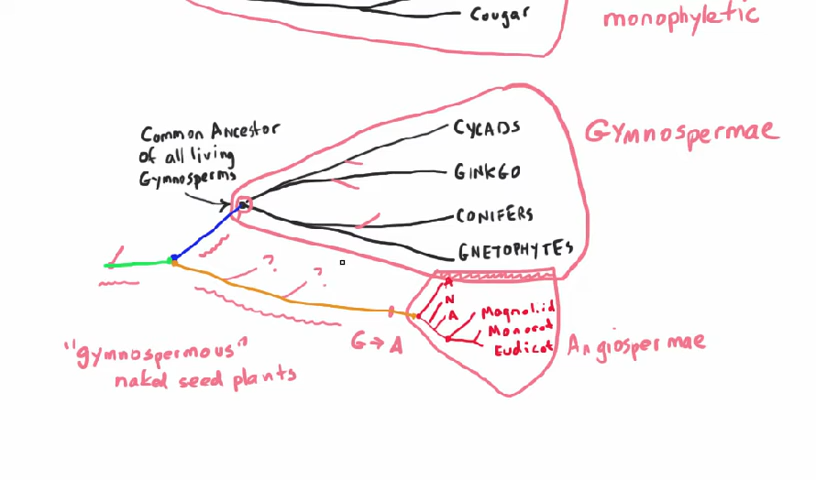 Cougar
monophyletic
Common Ancestor
of all living
Gymnosperms
CYCADS
GINKGO
CONIFERS
GNETOPHYTES
Gymnospermae
?
?
A
N
A
Magnoliid
Monocot
Eudicot
Angiospermae
G → A
"gymnospermous"
naked seed plants